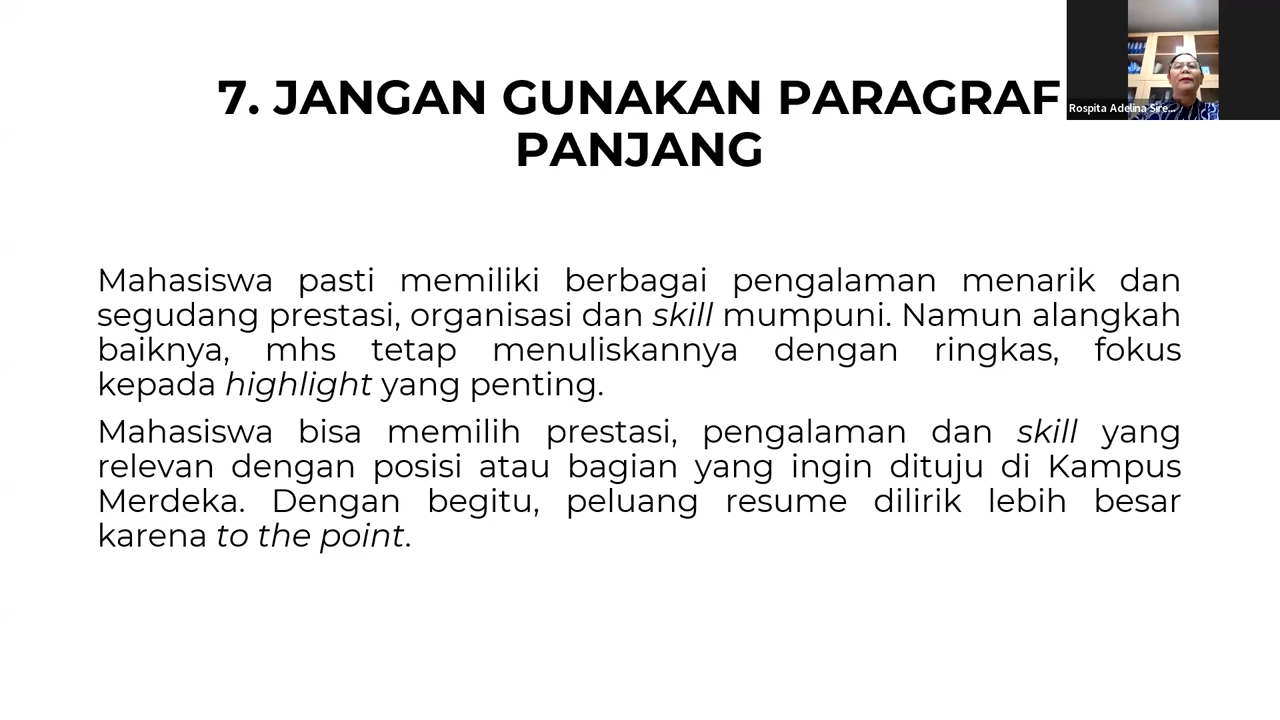 7. JANGAN GUNAKAN PARAGRAF
PANJANG
Rospita Adelina Sire...
Mahasiswa pasti memiliki berbagai pengalaman menarik dan
segudang prestasi, organisasi dan skill mumpuni. Namun alangkah
baiknya, mhs tetap menuliskannya dengan ringkas, fokus
kepada highlight yang penting.
Mahasiswa bisa memilih prestasi, pengalaman dan skill yang
relevan dengan posisi atau bagian yang ingin dituju di Kampus
Merdeka. Dengan begitu, peluang resume dilirik lebih besar
karena to the point.